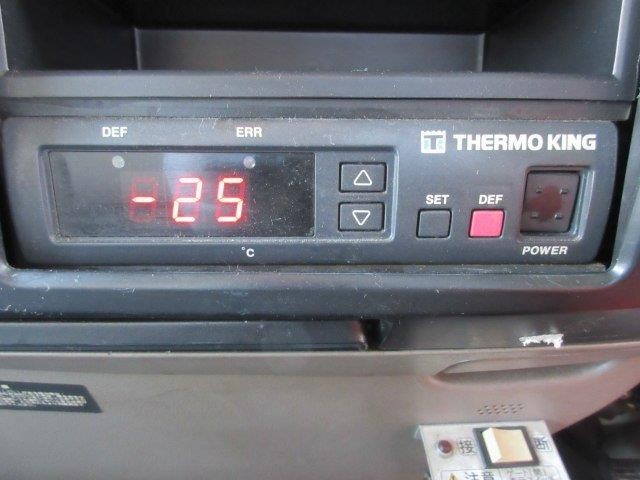 DEF ERR
THERMO KING
-25
SET DEF
°C
POWER
接 断
注意